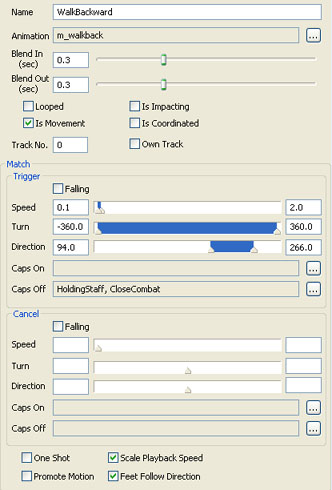 Name WalkBackward
Animation m_walkback ...
Blend In (sec) 0.3
Blend Out (sec) 0.3
Looped Is Impacting
Is Movement Is Coordinated
Track No. 0 Own Track
Match
Trigger
Falling
Speed 0.1 2.0
Turn -360.0 360.0
Direction 94.0 266.0
Caps On ...
Caps Off HoldingStaff, CloseCombat ...
Cancel
Falling
Speed
Turn
Direction
Caps On ...
Caps Off ...
One Shot Scale Playback Speed
Promote Motion Feet Follow Direction